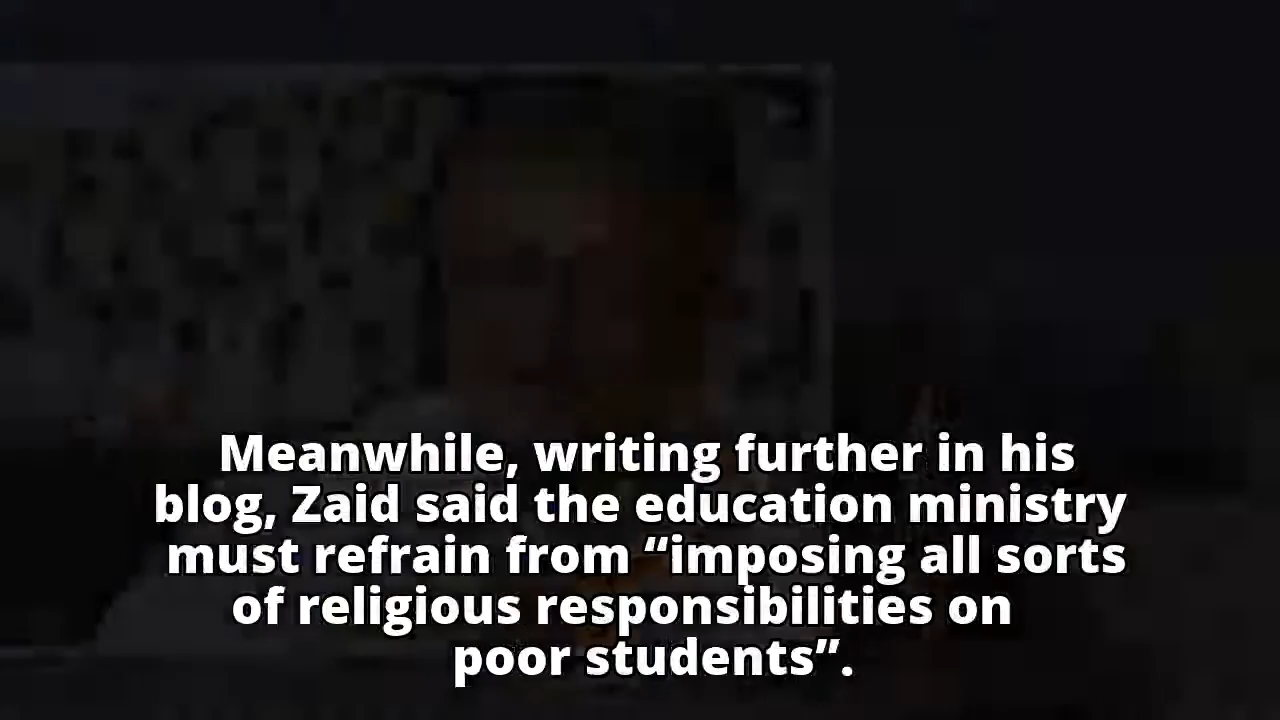 Meanwhile, writing further in his
blog, Zaid said the education ministry
must refrain from “imposing all sorts
of religious responsibilities on
poor students”.